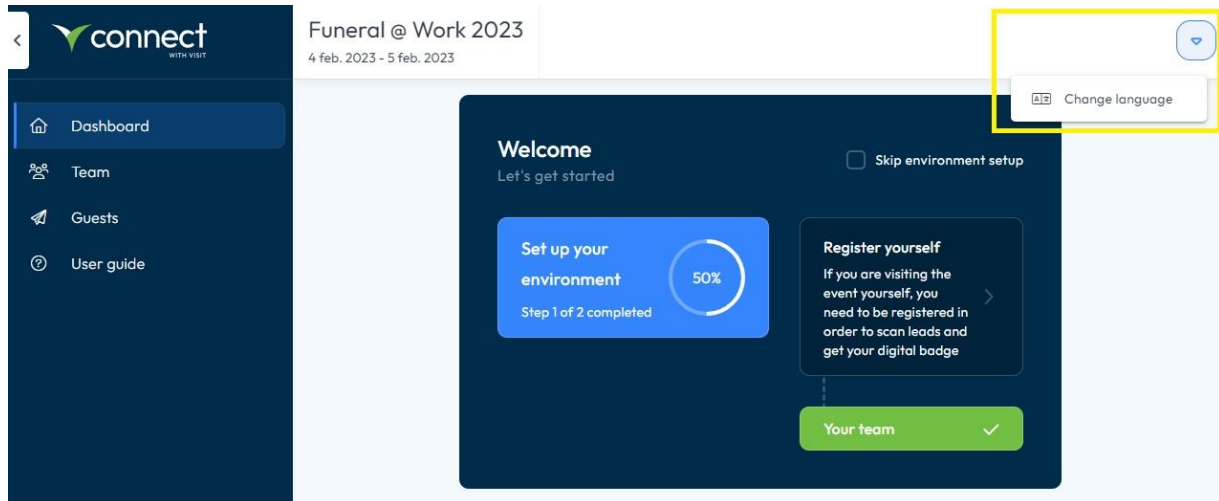 connect
WITH VISIT
Funeral @ Work 2023
4 feb. 2023 - 5 feb. 2023
Change language
Dashboard
Team
Guests
User guide
Welcome
Let's get started
Skip environment setup
Set up your
environment
Step 1 of 2 completed
50%
Register yourself
If you are visiting the
event yourself, you
need to be registered in
order to scan leads and
get your digital badge
Your team